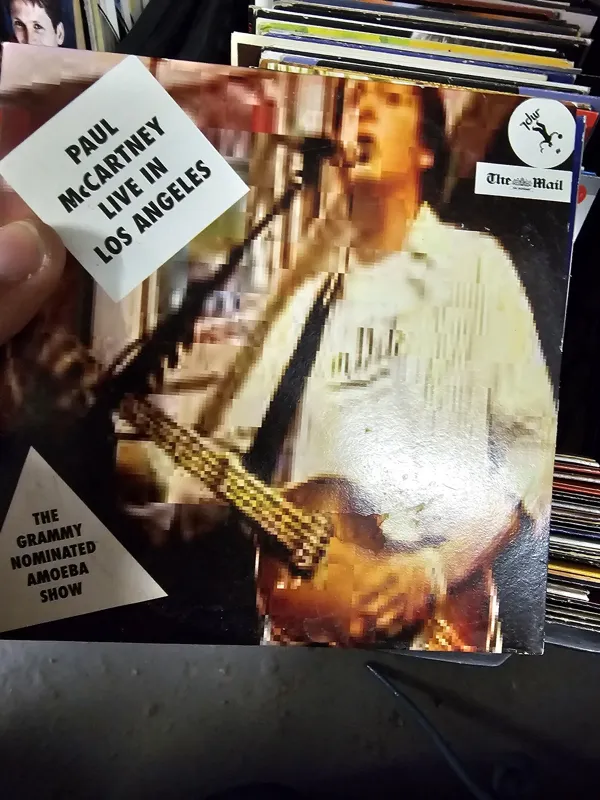 PAUL
McCARTNEY
LIVE IN
LOS ANGELES
The Mail
THE
GRAMMY
NOMINATED
AMOEBA
SHOW